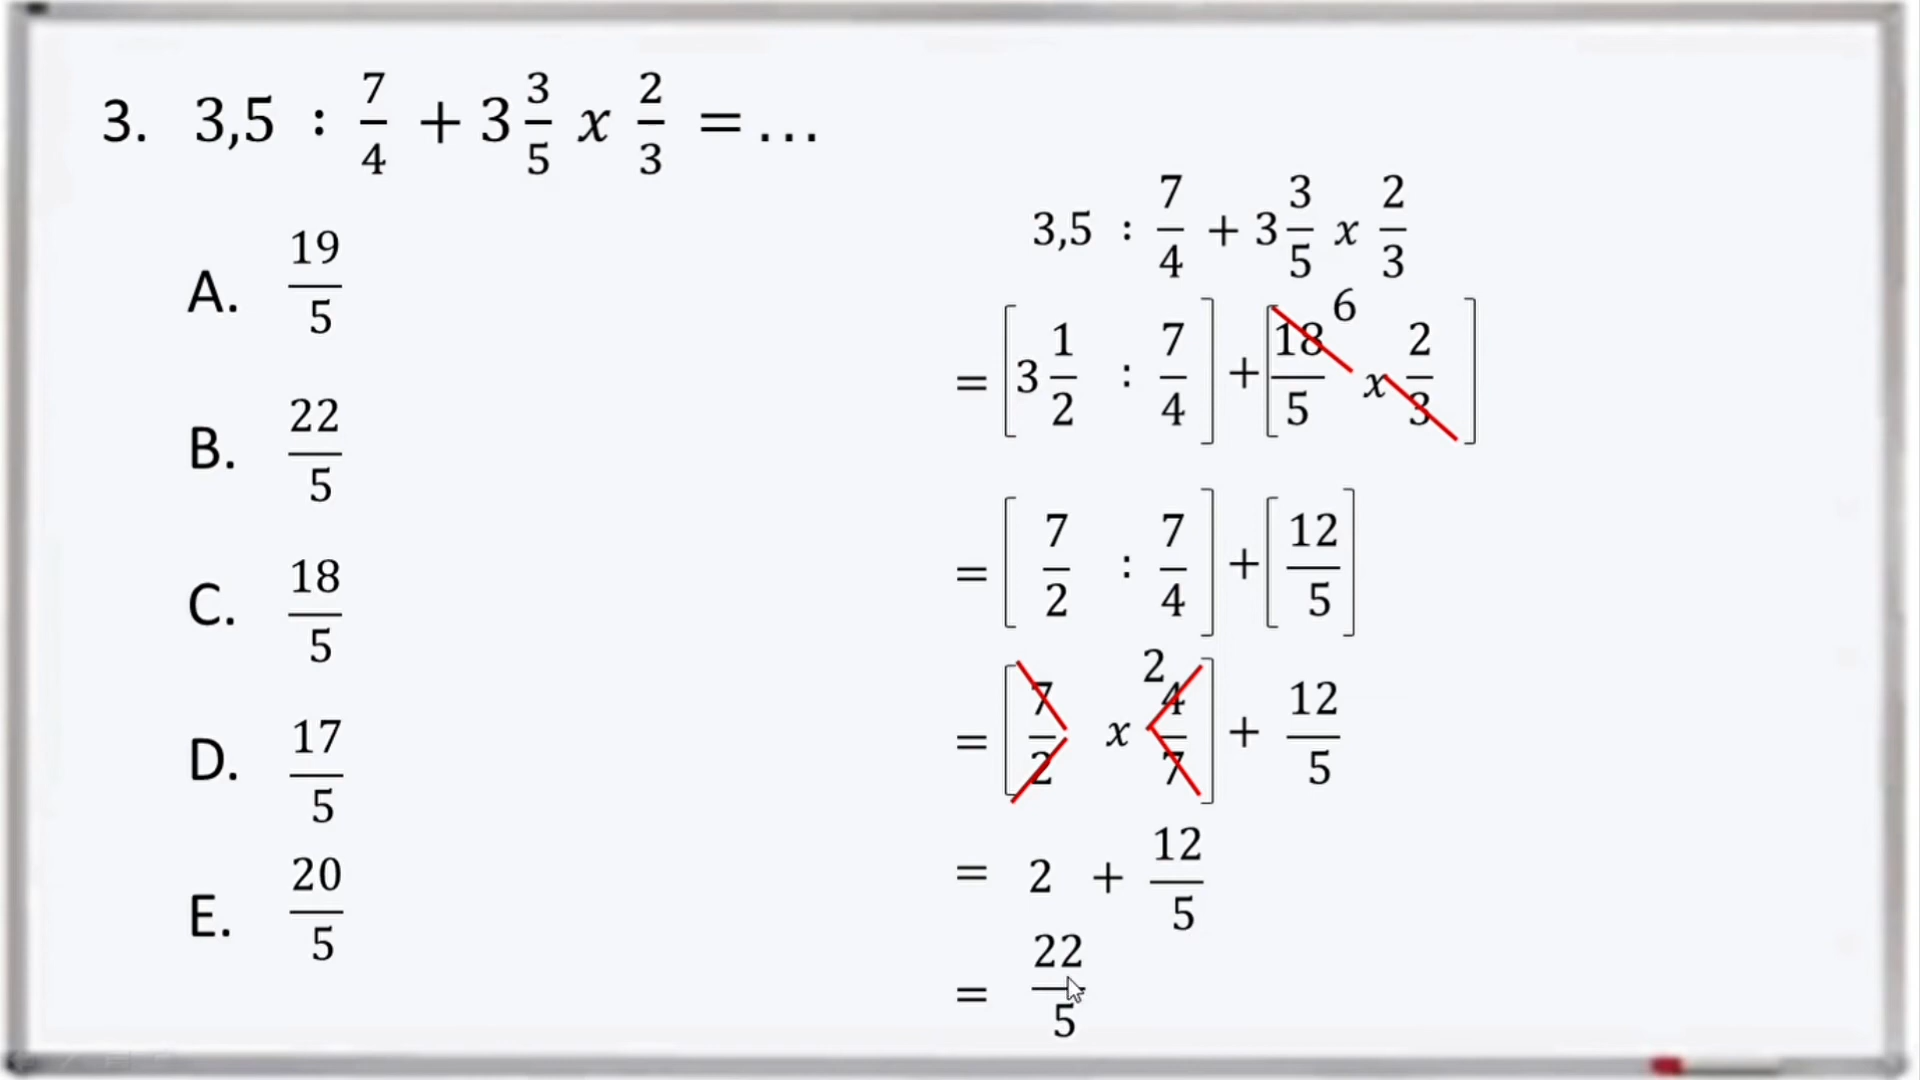 3. 3,5 : 7/4 + 3 3/5 x 2/3 = ...
A. 19/5
B. 22/5
C. 18/5
D. 17/5
E. 20/5
3,5 : 7/4 + 3 3/5 x 2/3
6
= [3 1/2 : 7/4] + [18/5 x 2/3]
= [7/2 : 7/4] + [12/5]
2
= [7/2 x 4/7] + 12/5
= 2 + 12/5
= 22/5